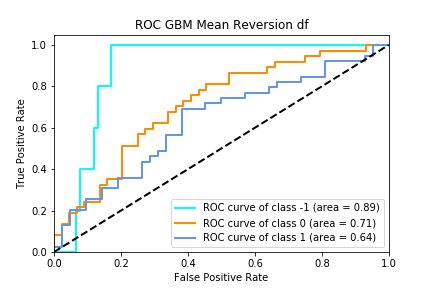 ROC GBM Mean Reversion df
True Positive Rate
1.0
0.8
0.6
0.4
0.2
0.0
ROC curve of class -1 (area = 0.89)
ROC curve of class 0 (area = 0.71)
ROC curve of class 1 (area = 0.64)
0.0 0.2 0.4 0.6 0.8 1.0
False Positive Rate